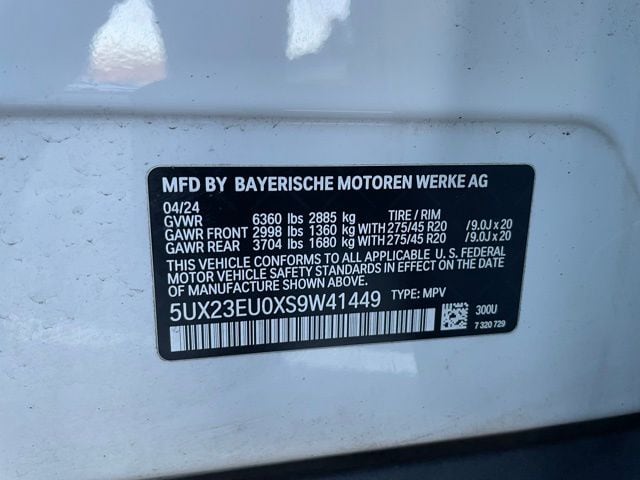 MFD BY BAYERISCHE MOTOREN WERKE AG
04/24
GVWR 6360 lbs 2885 kg TIRE / RIM
GAWR FRONT 2998 lbs 1360 kg WITH 275/45 R20 / 9.0J x 20
GAWR REAR 3704 lbs 1680 kg WITH 275/45 R20 / 9.0J x 20
THIS VEHICLE CONFORMS TO ALL APPLICABLE U.S. FEDERAL
MOTOR VEHICLE SAFETY STANDARDS IN EFFECT ON THE DATE OF
MANUFACTURE SHOWN ABOVE.
5UX23EU0XS9W41449 TYPE: MPV
300U
7 320 729